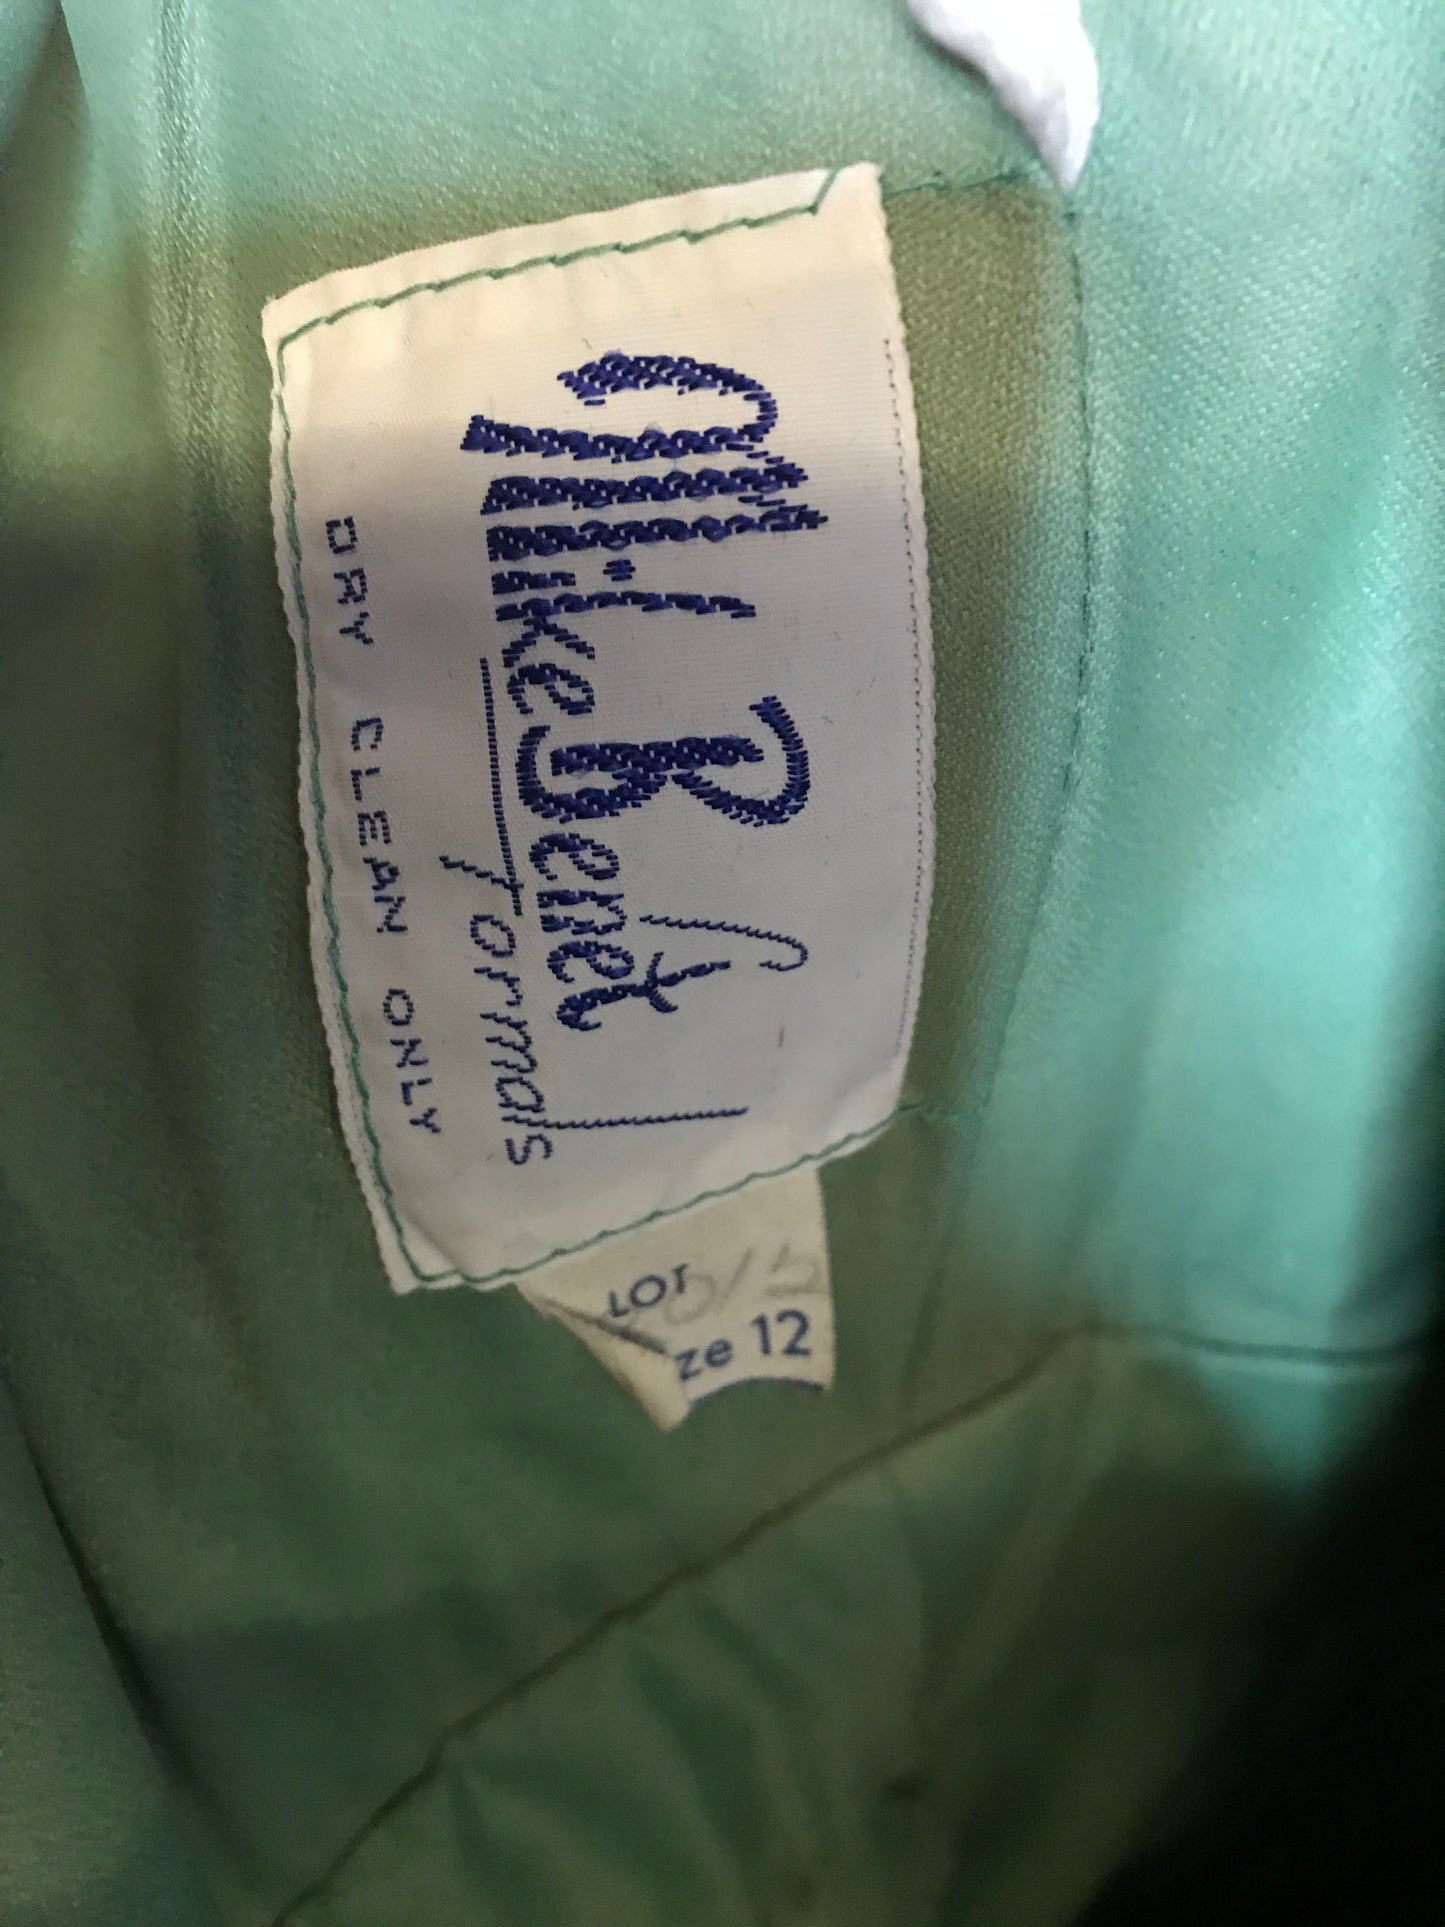 Mike Benet
Formals
DRY CLEAN ONLY
LOT
ze 12